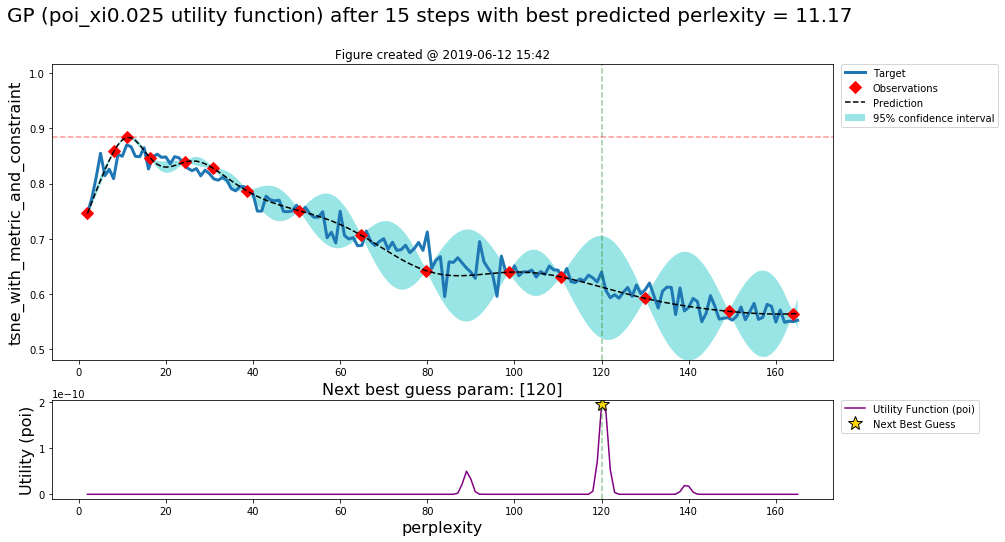 GP (poi_xi0.025 utility function) after 15 steps with best predicted perlexity = 11.17
Figure created @ 2019-06-12 15:42
tsne_with_metric_and_constraint
1.0
0.9
0.8
0.7
0.6
0.5
0 20 40 60 80 100 120 140 160
Target
Observations
Prediction
95% confidence interval
Next best guess param: [120]
1e−10
Utility (poi)
2
1
0
0 20 40 60 80 100 120 140 160
perplexity
Utility Function (poi)
Next Best Guess